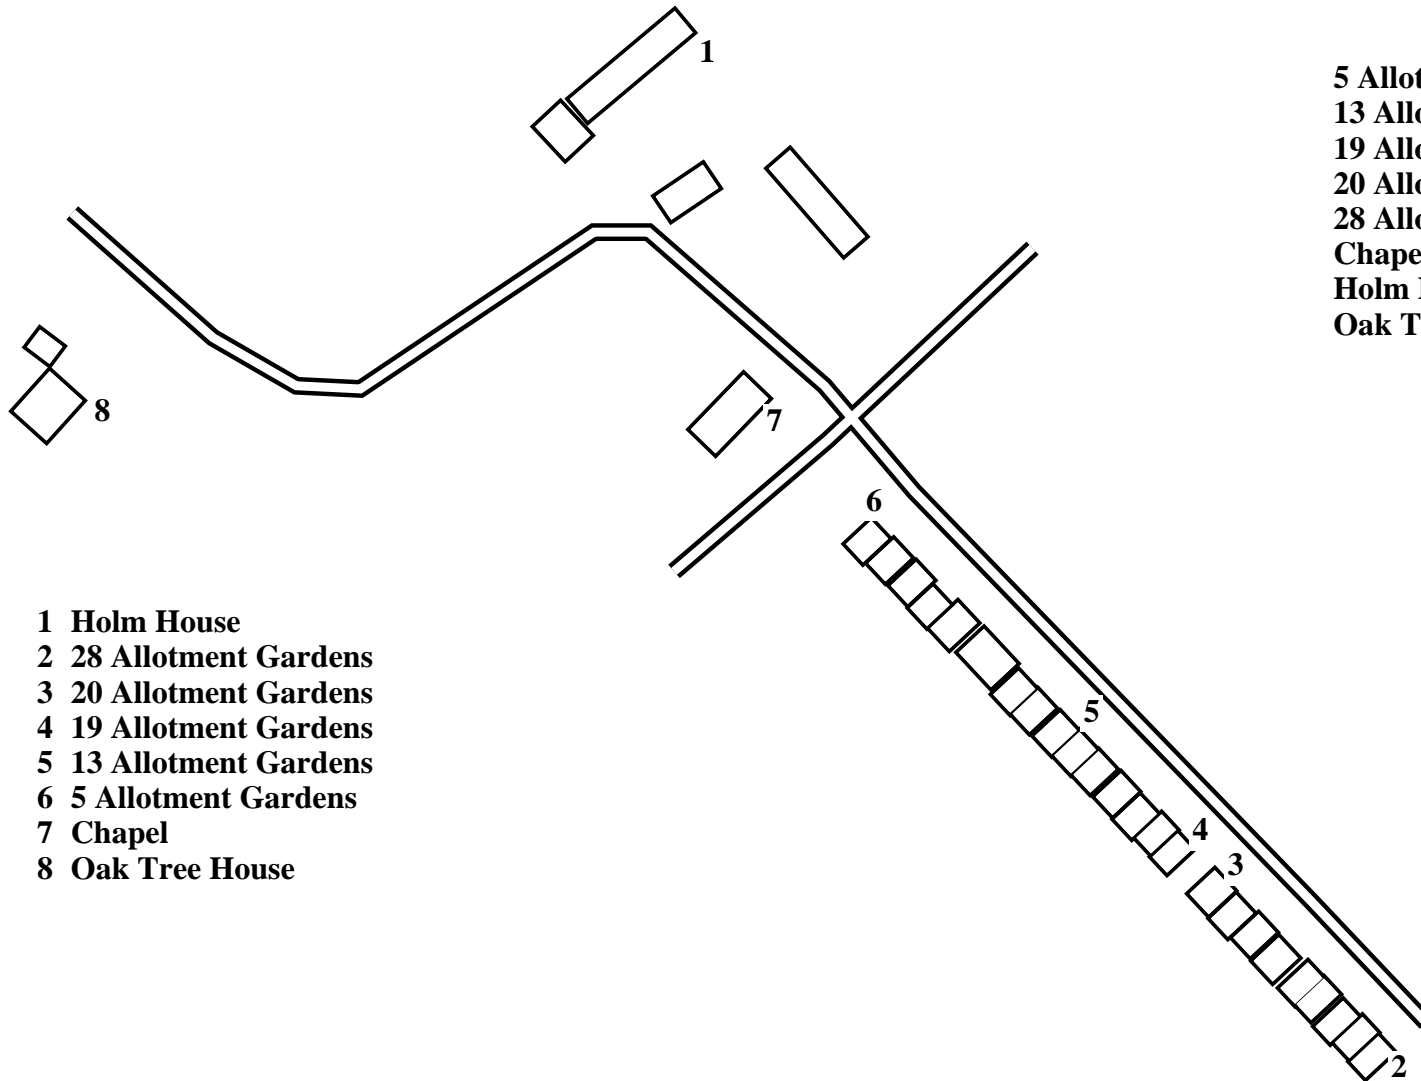 1
5 Allot
13 Allo
19 Allo
20 Allo
28 Allo
Chape
Holm
Oak T
8
7
6
1 Holm House
2 28 Allotment Gardens
3 20 Allotment Gardens
4 19 Allotment Gardens
5 13 Allotment Gardens
6 5 Allotment Gardens
7 Chapel
8 Oak Tree House
5
4
3
2